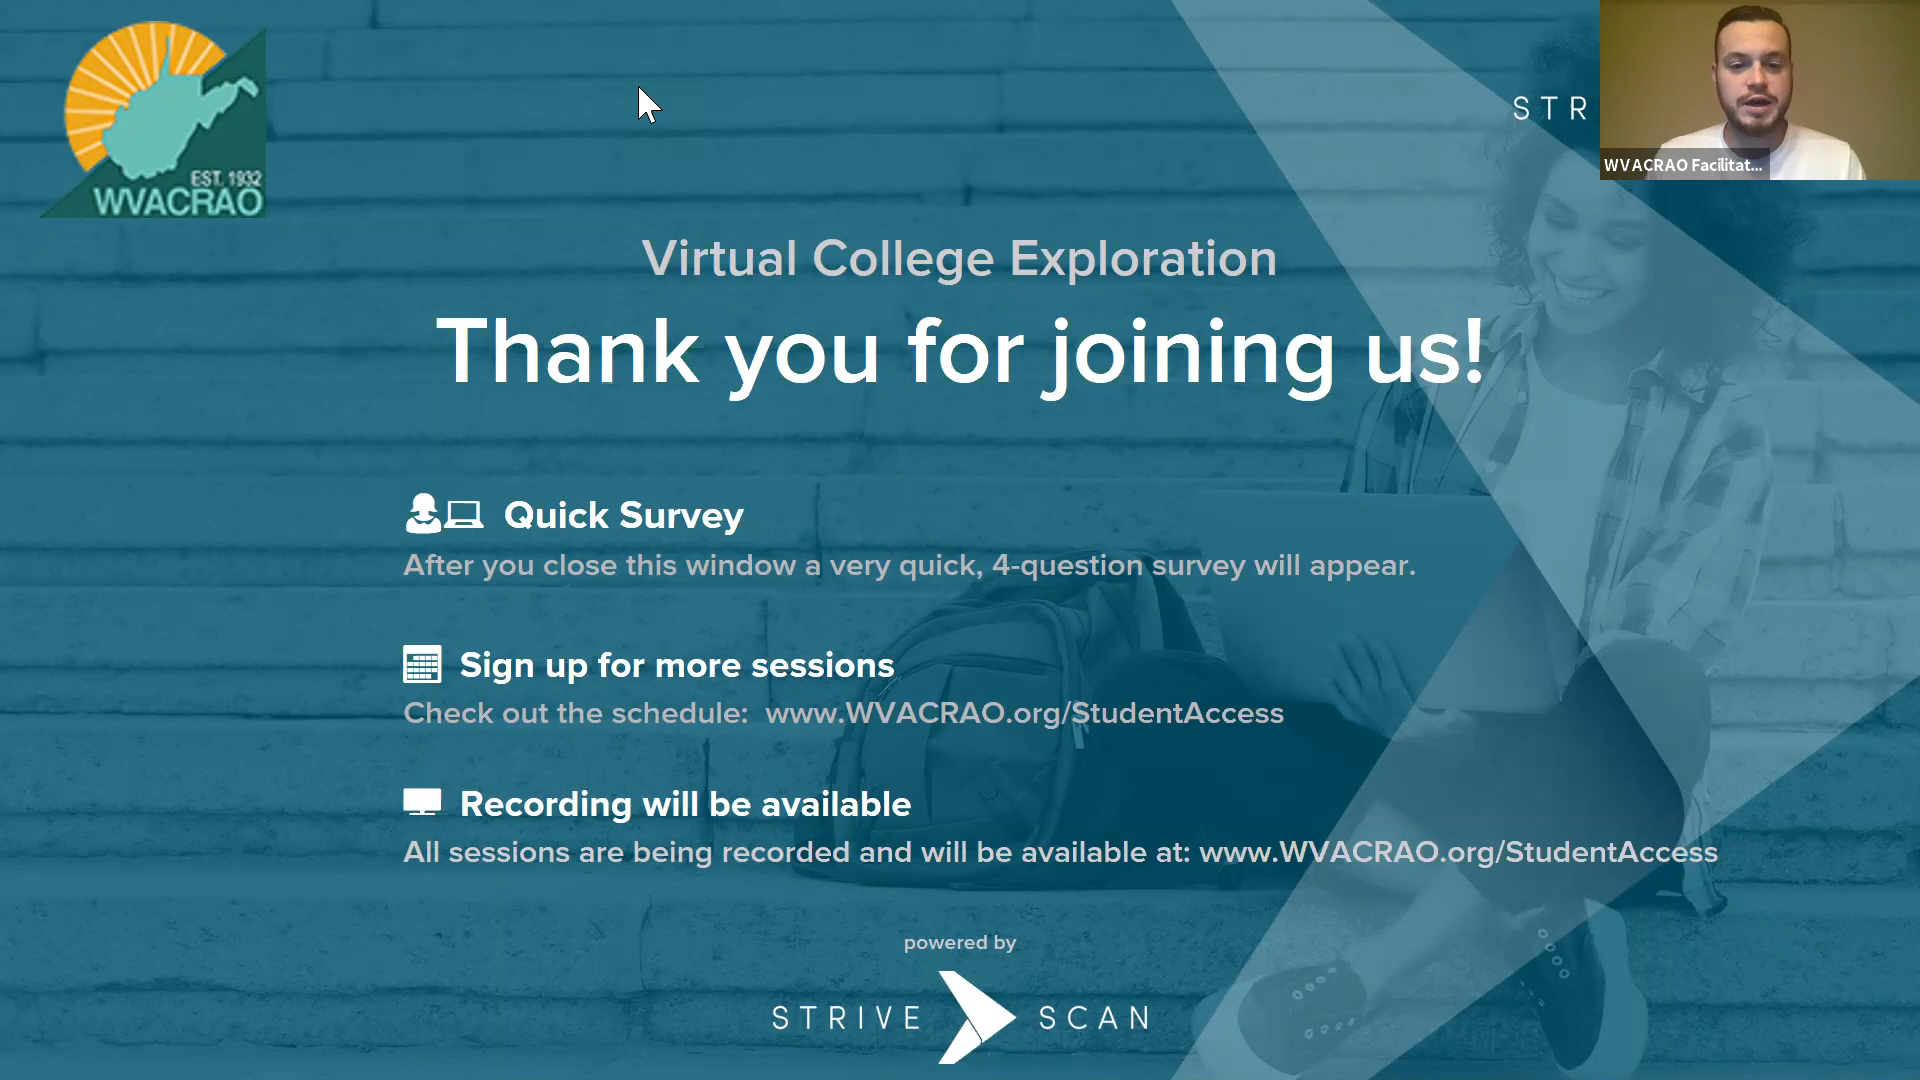 EST. 1932
WVACRAO
STR
WVACRAO Facilitat...
Virtual College Exploration
Thank you for joining us!
Quick Survey
After you close this window a very quick, 4-question survey will appear.
Sign up for more sessions
Check out the schedule: www.WVACRAO.org/StudentAccess
Recording will be available
All sessions are being recorded and will be available at: www.WVACRAO.org/StudentAccess
powered by
STRIVE SCAN